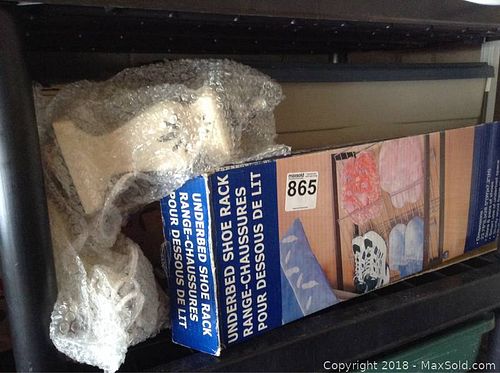 maxsold
865
UNDERBED SHOE RACK
RANGE-CHAUSSURES
POUR DESSOUS DE LIT
UNDERBED SHOE RACK
RANGE-CHAUSSURES
POUR DESSOUS DE LIT
Copyright 2018 - MaxSold.com